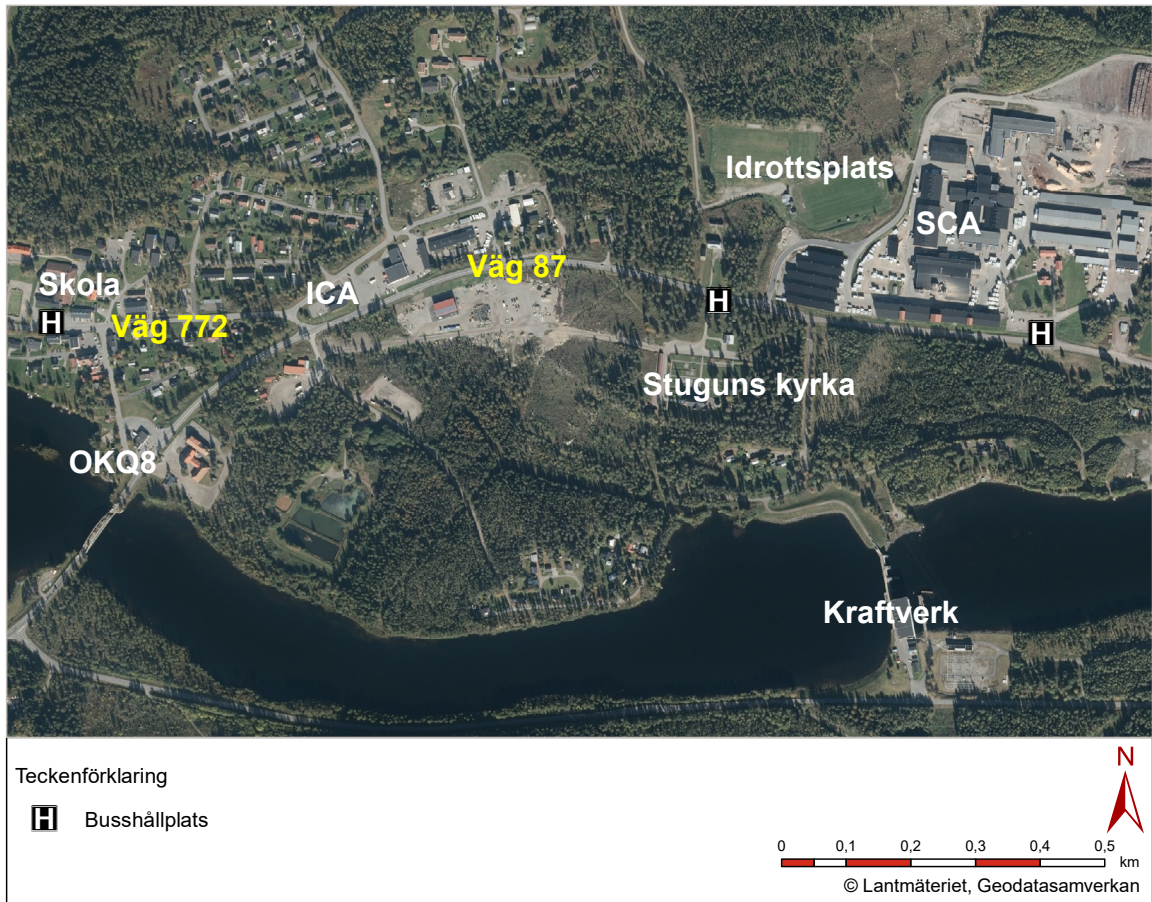 Idrottsplats
SCA
Väg 87
Skola
ICA
H
H
Väg 772
H
Stuguns kyrka
OKQ8
Kraftverk
Teckenförklaring
H Busshållplats
N
0 0,1 0,2 0,3 0,4 0,5
km
© Lantmäteriet, Geodatasamverkan